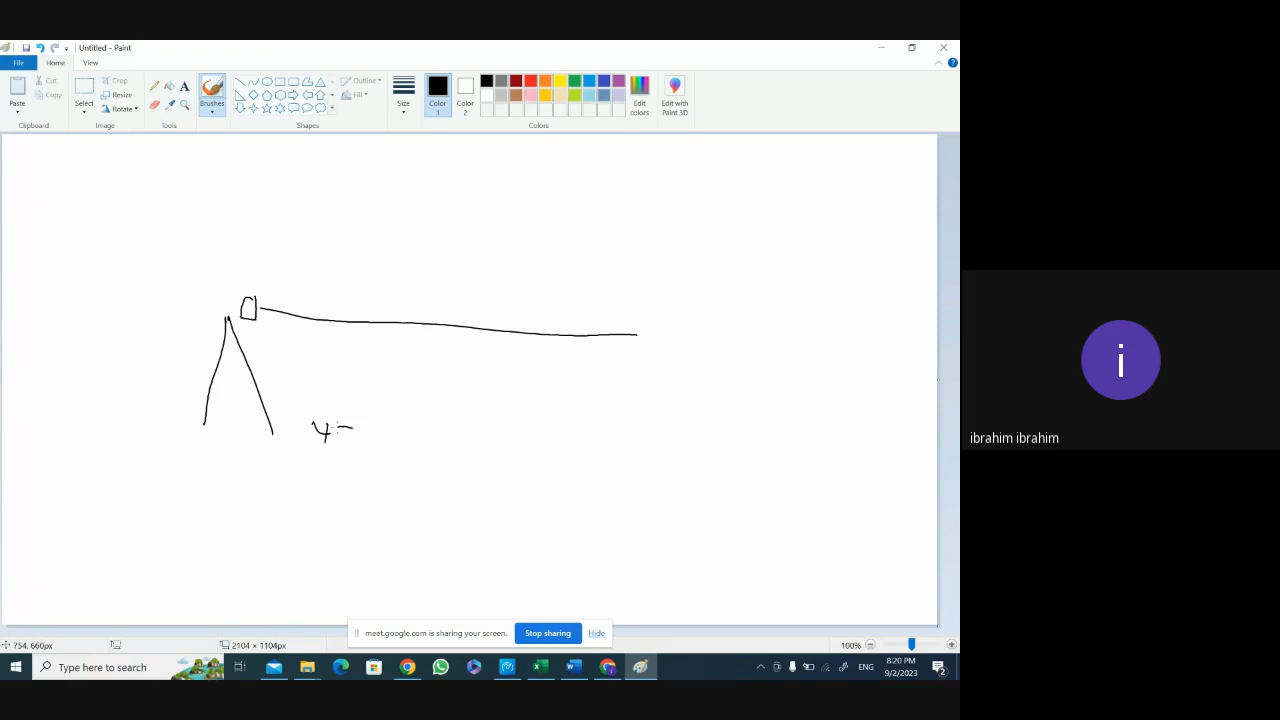 Untitled - Paint
File
Home
View
Paste
Clipboard
Cut
Copy
Select
Crop
Resize
Rotate
Image
Tools
Brushes
Shapes
Outline
Fill
Size
Color 1
Color 2
Edit colors
Colors
Edit with Paint 3D
ibrahim ibrahim
i
meet.google.com is sharing your screen.
Stop sharing
Hide
754, 660px
2104 × 1104px
100%
Type here to search
ENG
8:20 PM
9/2/2023
2